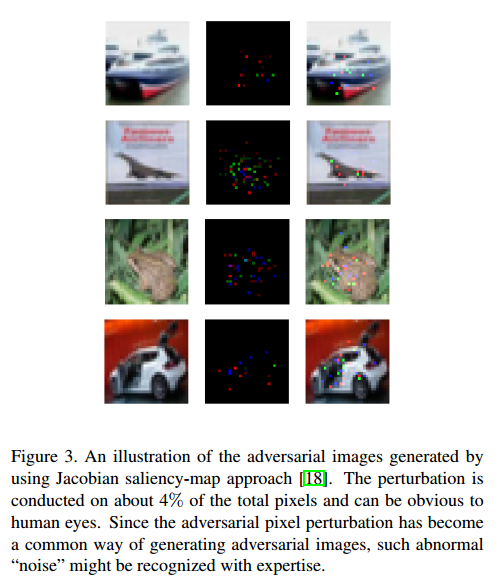 Figure 3. An illustration of the adversarial images generated by
using Jacobian saliency-map approach [18]. The perturbation is
conducted on about 4% of the total pixels and can be obvious to
human eyes. Since the adversarial pixel perturbation has become
a common way of generating adversarial images, such abnormal
“noise” might be recognized with expertise.